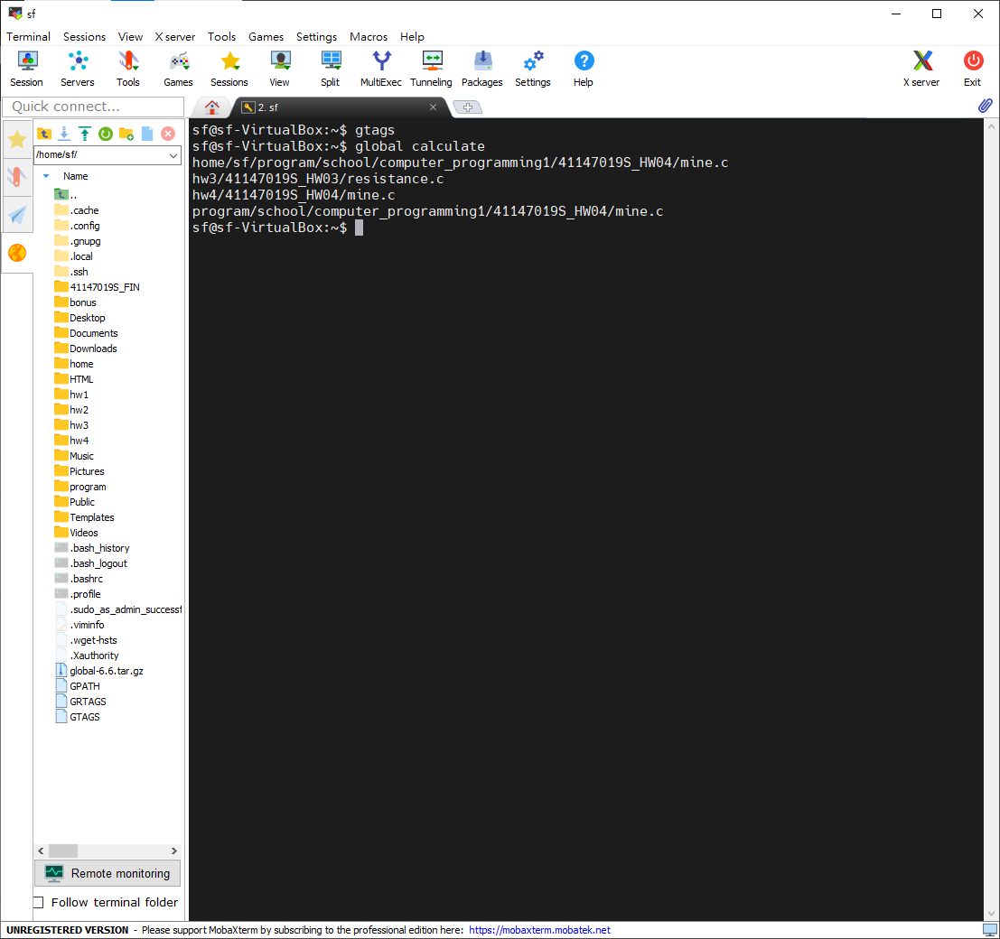 sf
Terminal Sessions View X server Tools Games Settings Macros Help
Session Servers Tools Games Sessions View Split MultiExec Tunneling Packages Settings Help X server Exit
Quick connect...
2. sf
/home/sf/
Name
..
.cache
.config
.gnupg
.local
.ssh
41147019S_FIN
bonus
Desktop
Documents
Downloads
home
HTML
hw1
hw2
hw3
hw4
Music
Pictures
program
Public
Templates
Videos
.bash_history
.bash_logout
.bashrc
.profile
.sudo_as_admin_successf
.viminfo
.wget-hsts
.Xauthority
global-6.6.tar.gz
GPATH
GRTAGS
GTAGS
Remote monitoring
Follow terminal folder
sf@sf-VirtualBox:~$ gtags
sf@sf-VirtualBox:~$ global calculate
home/sf/program/school/computer_programming1/41147019S_HW04/mine.c
hw3/41147019S_HW03/resistance.c
hw4/41147019S_HW04/mine.c
program/school/computer_programming1/41147019S_HW04/mine.c
sf@sf-VirtualBox:~$
UNREGISTERED VERSION - Please support MobaXterm by subscribing to the professional edition here: https://mobaxterm.mobatek.net